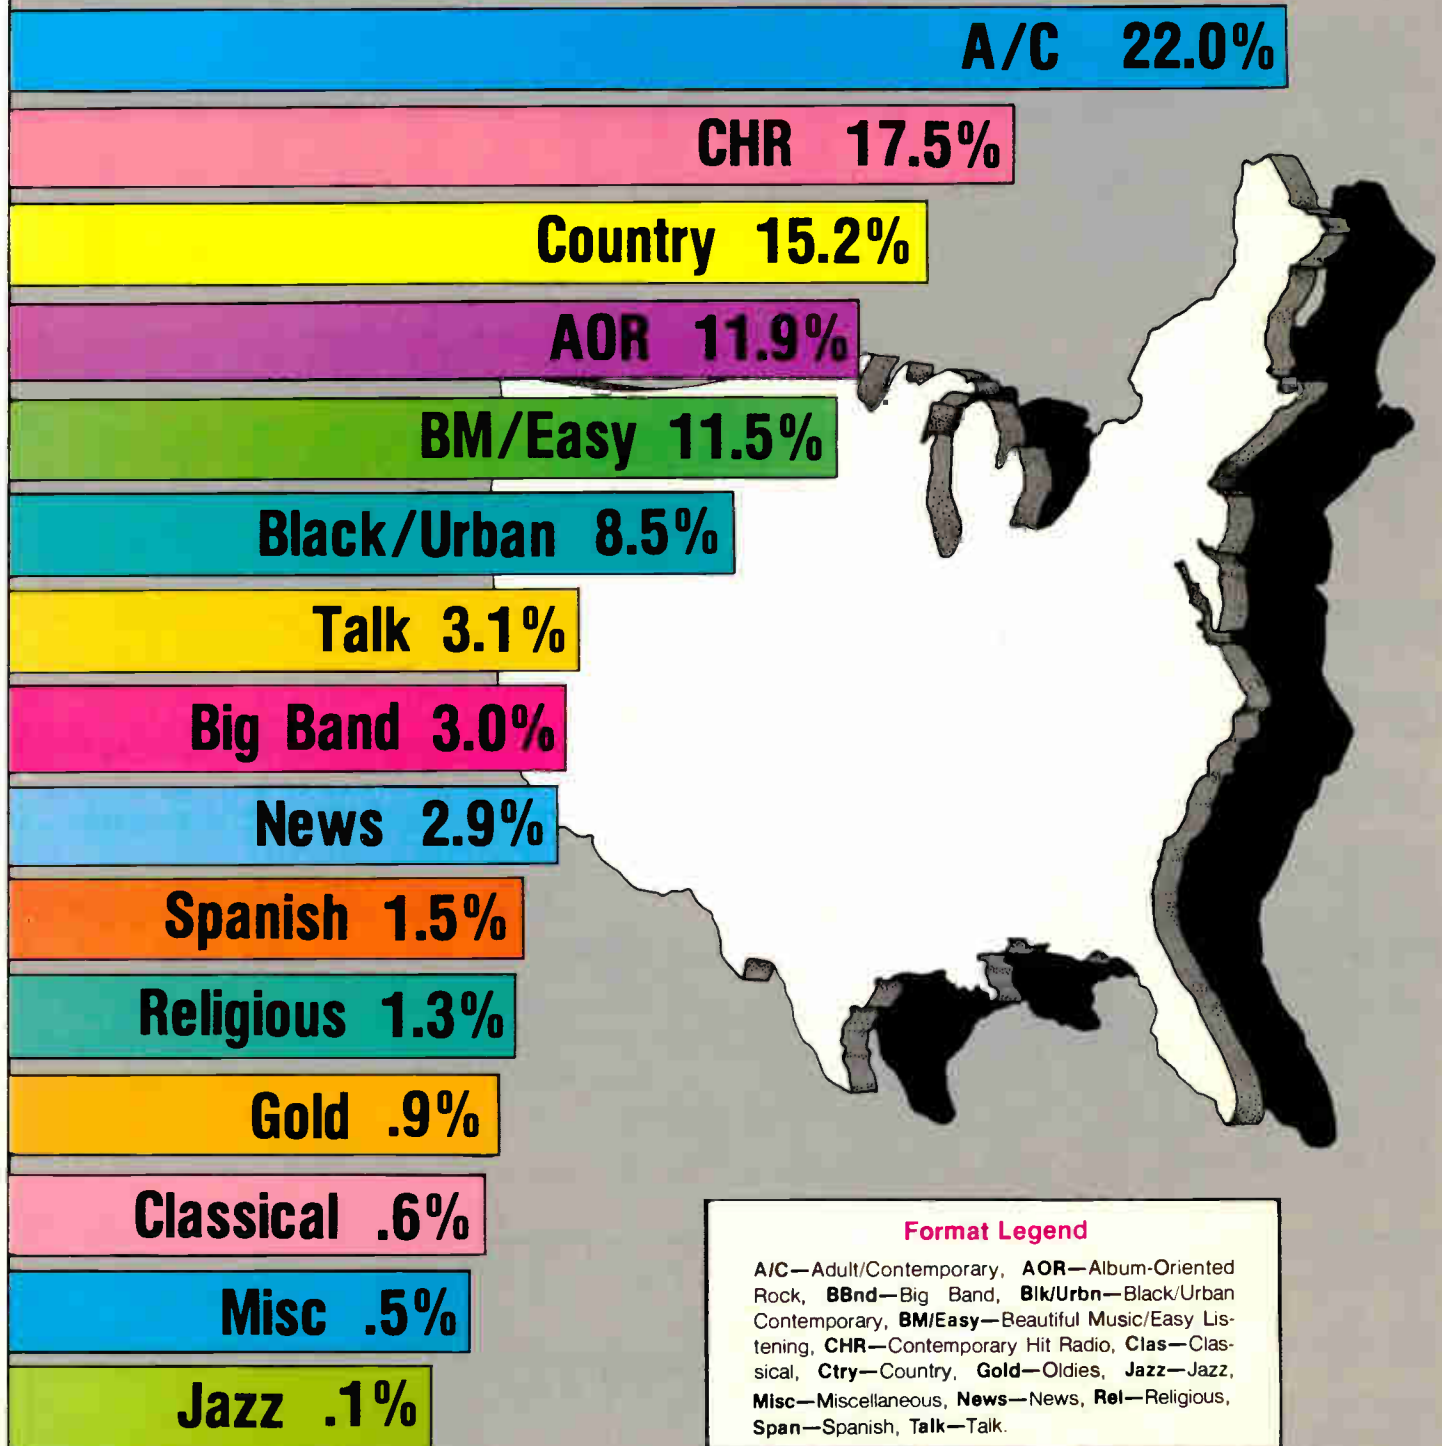 A/C 22.0%
CHR 17.5%
Country 15.2%
AOR 11.9%
BM/Easy 11.5%
Black/Urban 8.5%
Talk 3.1%
Big Band 3.0%
News 2.9%
Spanish 1.5%
Religious 1.3%
Gold .9%
Classical .6%
Misc .5%
Jazz .1%
Format Legend
A/C—Adult/Contemporary, AOR—Album-Oriented
Rock, BBnd—Big Band, Blk/Urbn—Black/Urban
Contemporary, BM/Easy—Beautiful Music/Easy Lis-
tening, CHR—Contemporary Hit Radio, Clas—Clas-
sical, Ctry—Country, Gold—Oldies, Jazz—Jazz,
Misc—Miscellaneous, News—News, Rel—Religious,
Span—Spanish, Talk—Talk.